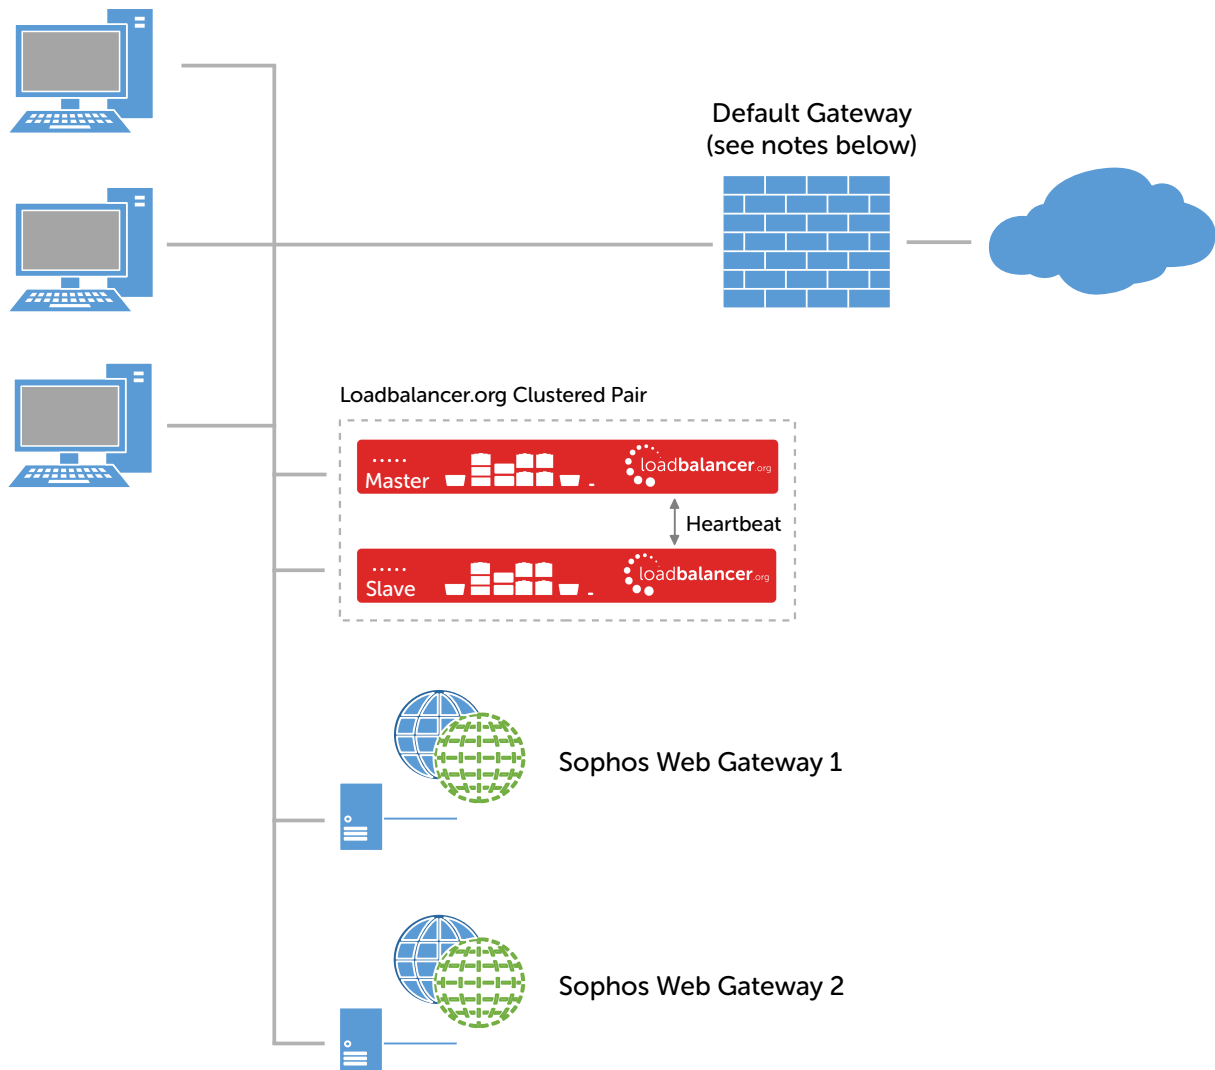 Default Gateway
(see notes below)
Loadbalancer.org Clustered Pair
Master
loadbalancer.org
Heartbeat
Slave
loadbalancer.org
Sophos Web Gateway 1
Sophos Web Gateway 2